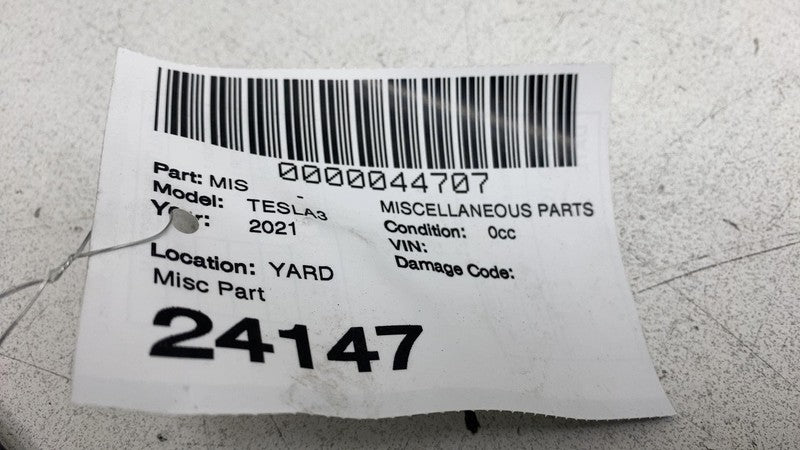 0000044707
Part: MIS -
MISCELLANEOUS PARTS
Model: TESLA3
Condition: 0cc
Year: 2021
VIN:
Damage Code:
Location: YARD
Misc Part
24147